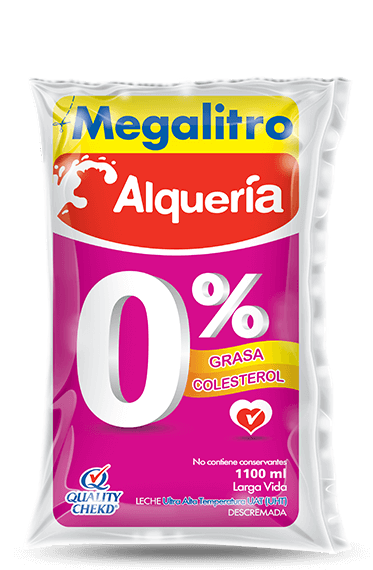 Megalitro
Alquería
0%
GRASA
COLESTEROL
No contiene conservantes
1100 ml
Larga Vida
LECHE Ultra Alta Temperatura UAT (UHT)
DESCREMADA
QUALITY
CHEKD®